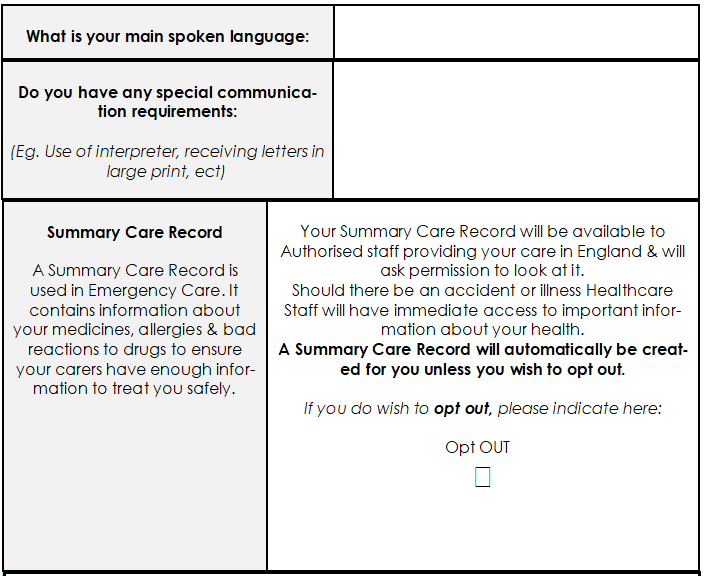 What is your main spoken language:
Do you have any special communica-
tion requirements:
(Eg. Use of interpreter, receiving letters in
large print, ect)
Summary Care Record
A Summary Care Record is
used in Emergency Care. It
contains information about
your medicines, allergies & bad
reactions to drugs to ensure
your carers have enough infor-
mation to treat you safely.
Your Summary Care Record will be available to
Authorised staff providing your care in England & will
ask permission to look at it.
Should there be an accident or illness Healthcare
Staff will have immediate access to important infor-
mation about your health.
A Summary Care Record will automatically be creat-
ed for you unless you wish to opt out.
If you do wish to opt out, please indicate here:
Opt OUT